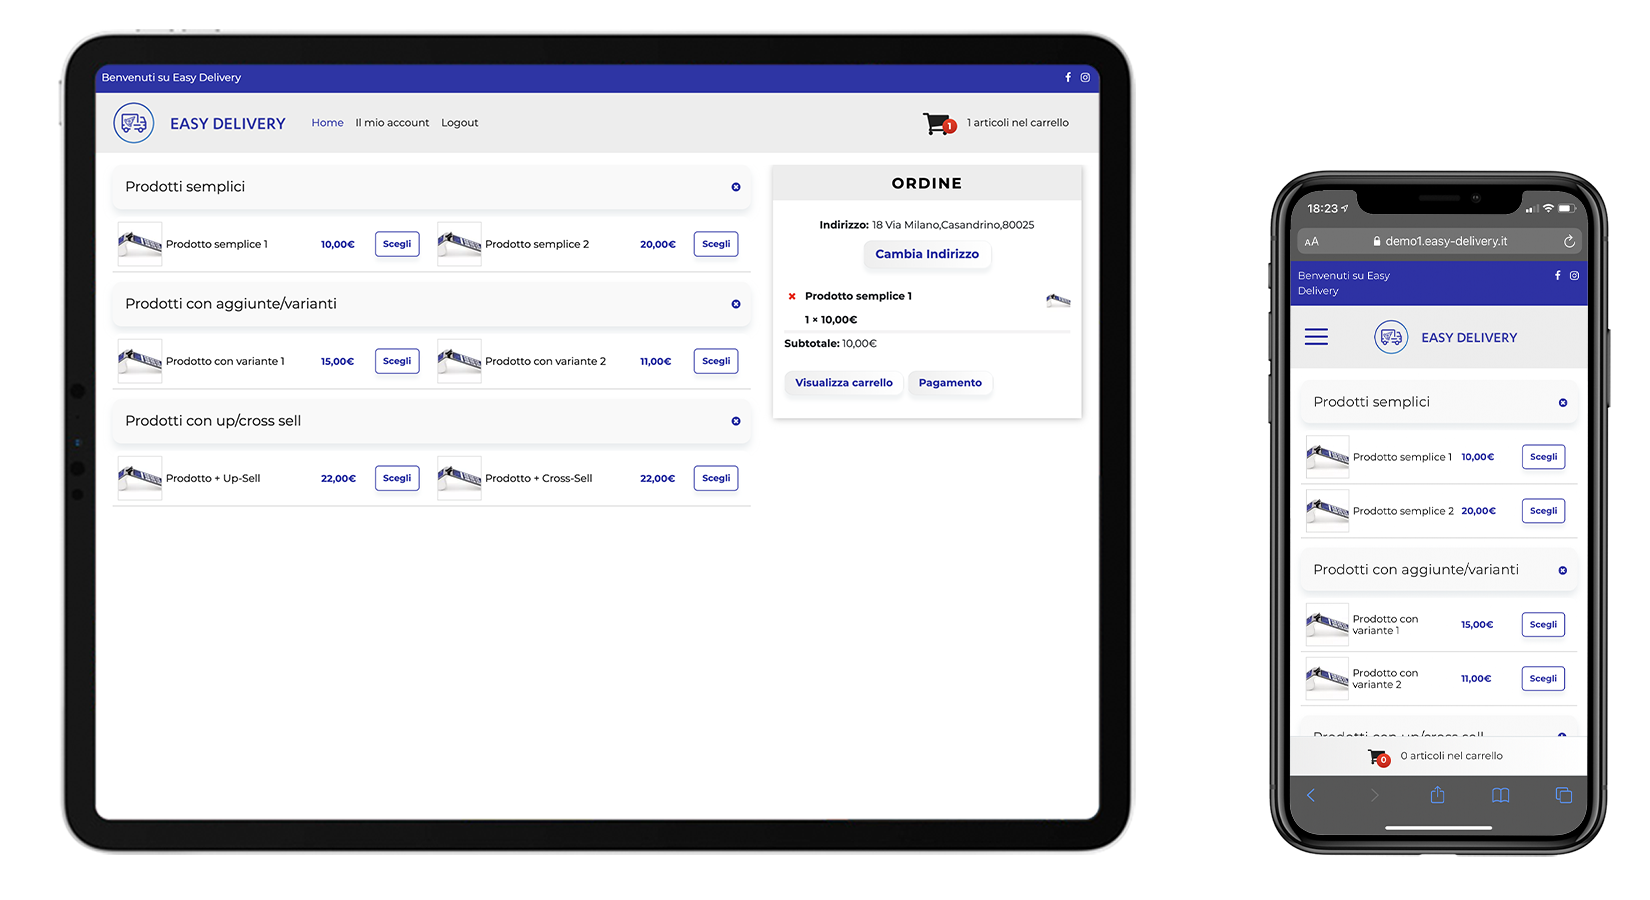 Benvenuti su Easy Delivery
EASY DELIVERY
Home Il mio account Logout
1
1 articoli nel carrello
Prodotti semplici
Prodotto semplice 1 10,00€ Scegli
Prodotto semplice 2 20,00€ Scegli
Prodotti con aggiunte/varianti
Prodotto con variante 1 15,00€ Scegli
Prodotto con variante 2 11,00€ Scegli
Prodotti con up/cross sell
Prodotto + Up-Sell 22,00€ Scegli
Prodotto + Cross-Sell 22,00€ Scegli
ORDINE
Indirizzo: 18 Via Milano,Casandrino,80025
Cambia Indirizzo
Prodotto semplice 1
1 × 10,00€
Subtotale: 10,00€
Visualizza carrello Pagamento
18:23
AA demo1.easy-delivery.it
Benvenuti su Easy
Delivery
EASY DELIVERY
Prodotti semplici
Prodotto semplice 1 10,00€ Scegli
Prodotto semplice 2 20,00€ Scegli
Prodotti con aggiunte/varianti
Prodotto con
variante 1 15,00€ Scegli
Prodotto con
variante 2 11,00€ Scegli
Prodotti con up/cross sell
0 0 articoli nel carrello